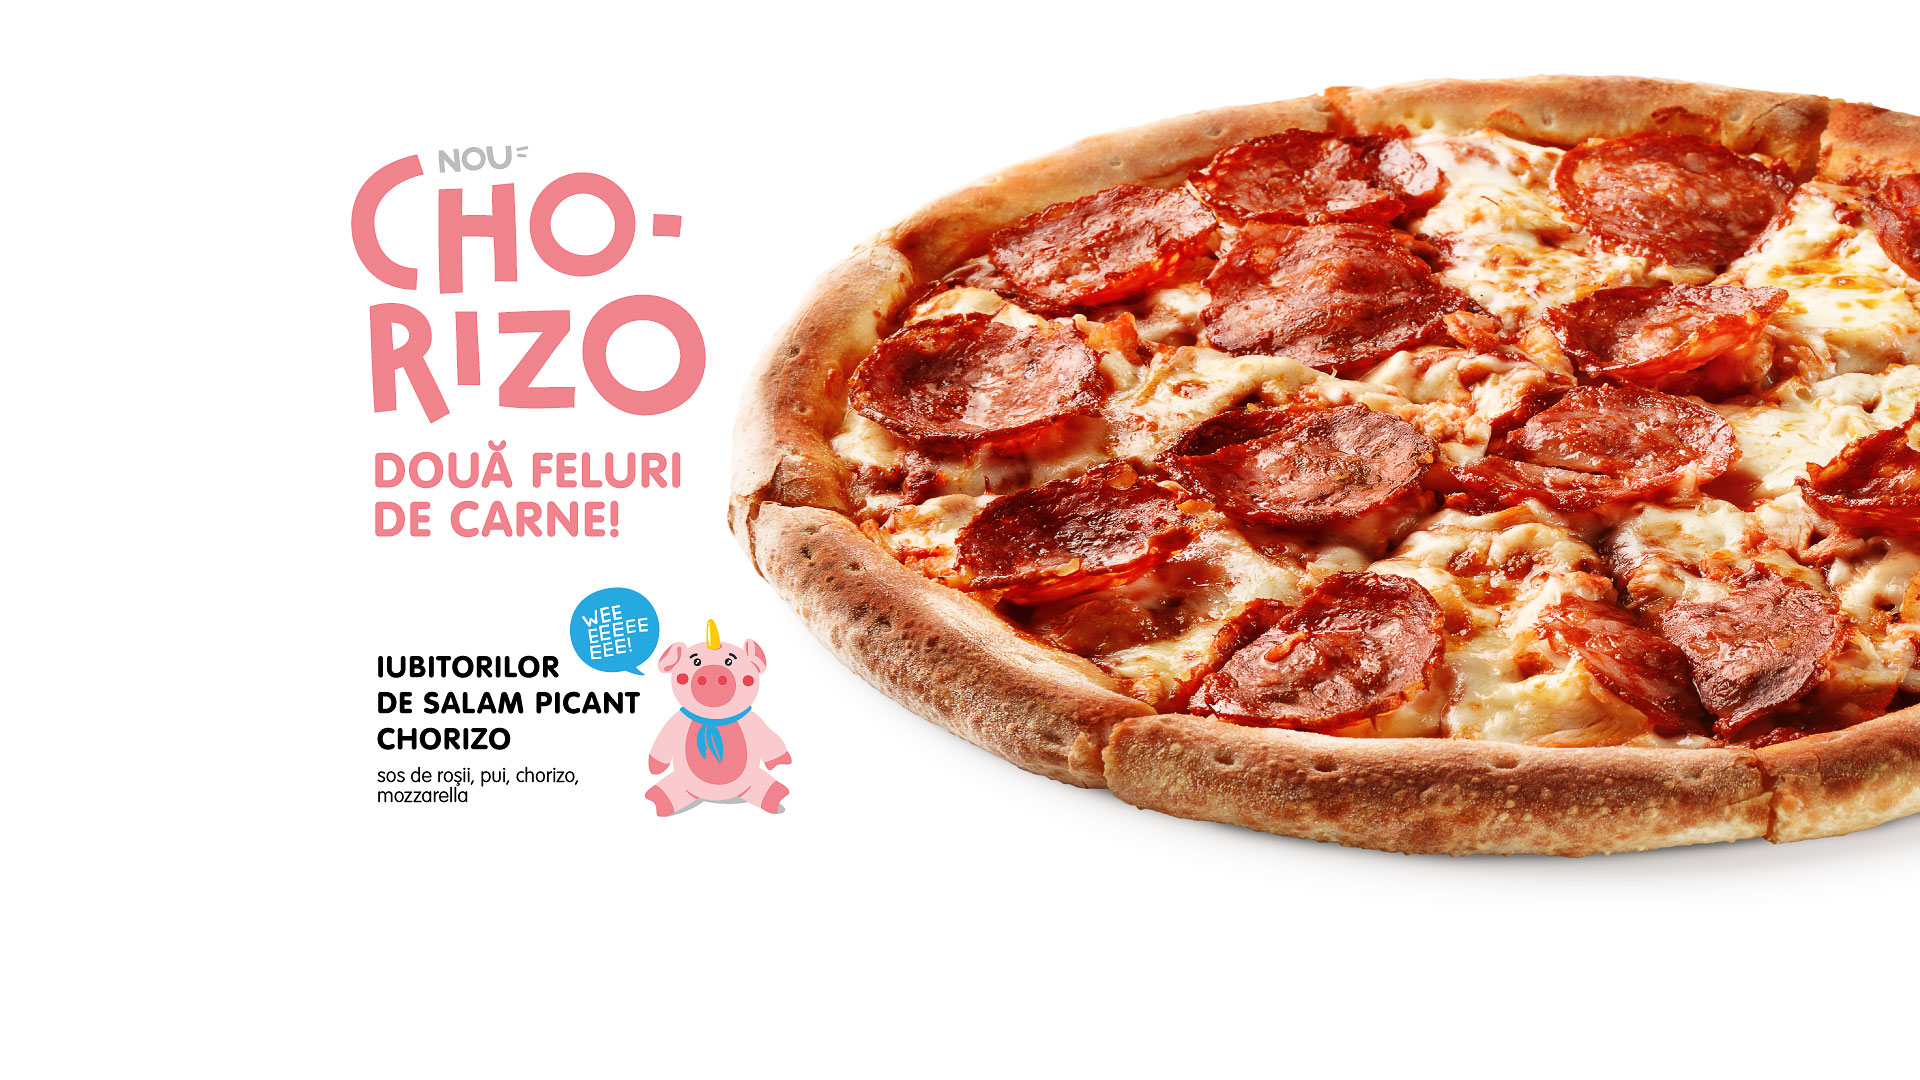 NOU
CHO-
RIZO
DOUĂ FELURI
DE CARNE!
WEE
EEEEE
EEE!
IUBITORILOR
DE SALAM PICANT
CHORIZO
sos de roşii, pui, chorizo,
mozzarella